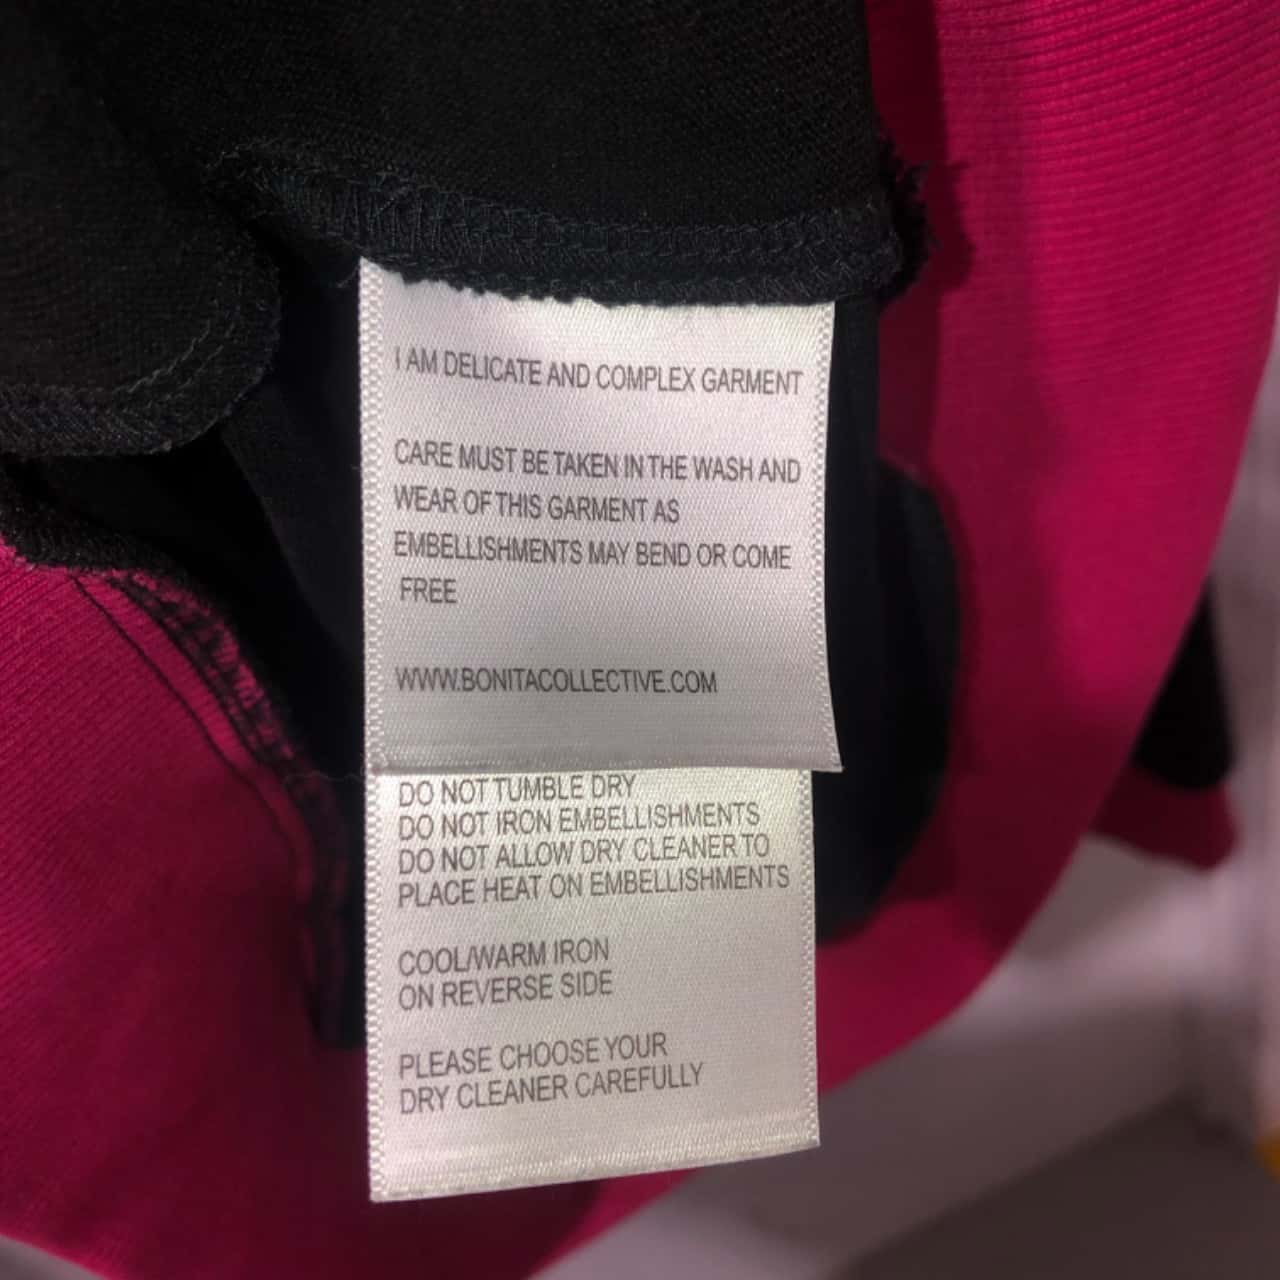 I AM DELICATE AND COMPLEX GARMENT
CARE MUST BE TAKEN IN THE WASH AND
WEAR OF THIS GARMENT AS
EMBELLISHMENTS MAY BEND OR COME
FREE
WWW.BONITACOLLECTIVE.COM
DO NOT TUMBLE DRY
DO NOT IRON EMBELLISHMENTS
DO NOT ALLOW DRY CLEANER TO
PLACE HEAT ON EMBELLISHMENTS
COOL/WARM IRON
ON REVERSE SIDE
PLEASE CHOOSE YOUR
DRY CLEANER CAREFULLY